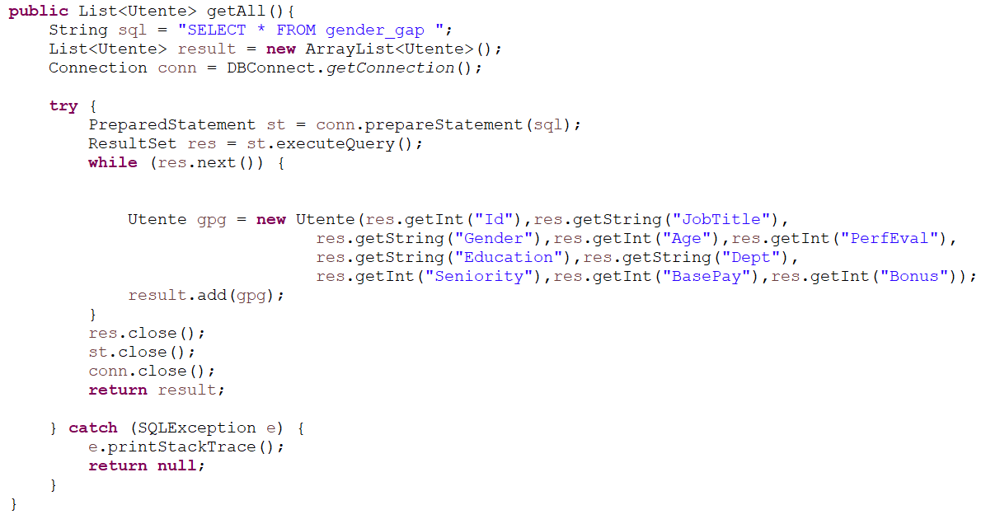 public List<Utente> getAll(){
String sql = "SELECT * FROM gender_gap ";
List<Utente> result = new ArrayList<Utente>();
Connection conn = DBConnect.getConnection();
try {
PreparedStatement st = conn.prepareStatement(sql);
ResultSet res = st.executeQuery();
while (res.next()) {
Utente gpg = new Utente(res.getInt("Id"),res.getString("JobTitle"),
res.getString("Gender"),res.getInt("Age"),res.getInt("PerfEval"),
res.getString("Education"),res.getString("Dept"),
res.getInt("Seniority"),res.getInt("BasePay"),res.getInt("Bonus"));
result.add(gpg);
}
res.close();
st.close();
conn.close();
return result;
} catch (SQLException e) {
e.printStackTrace();
return null;
}
}